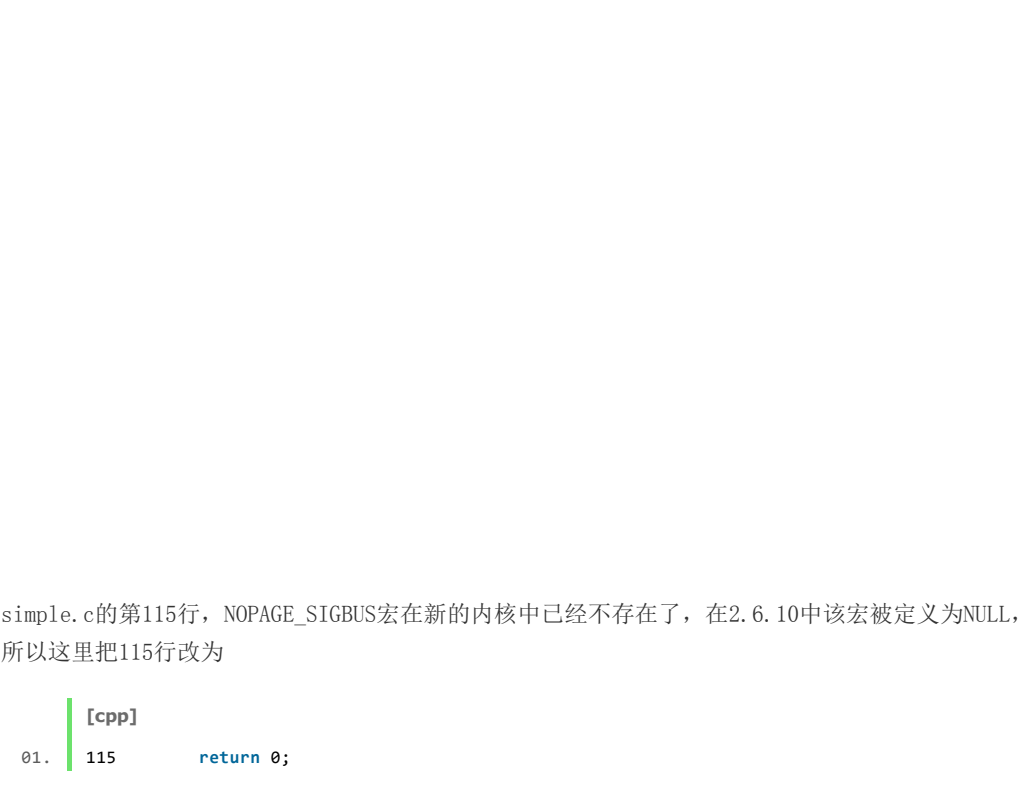 simple.c的第115行，NOPAGE_SIGBUS宏在新的内核中已经不存在了，在2.6.10中该宏被定义为NULL，
所以这里把115行改为
[cpp]
01. 115 return 0;